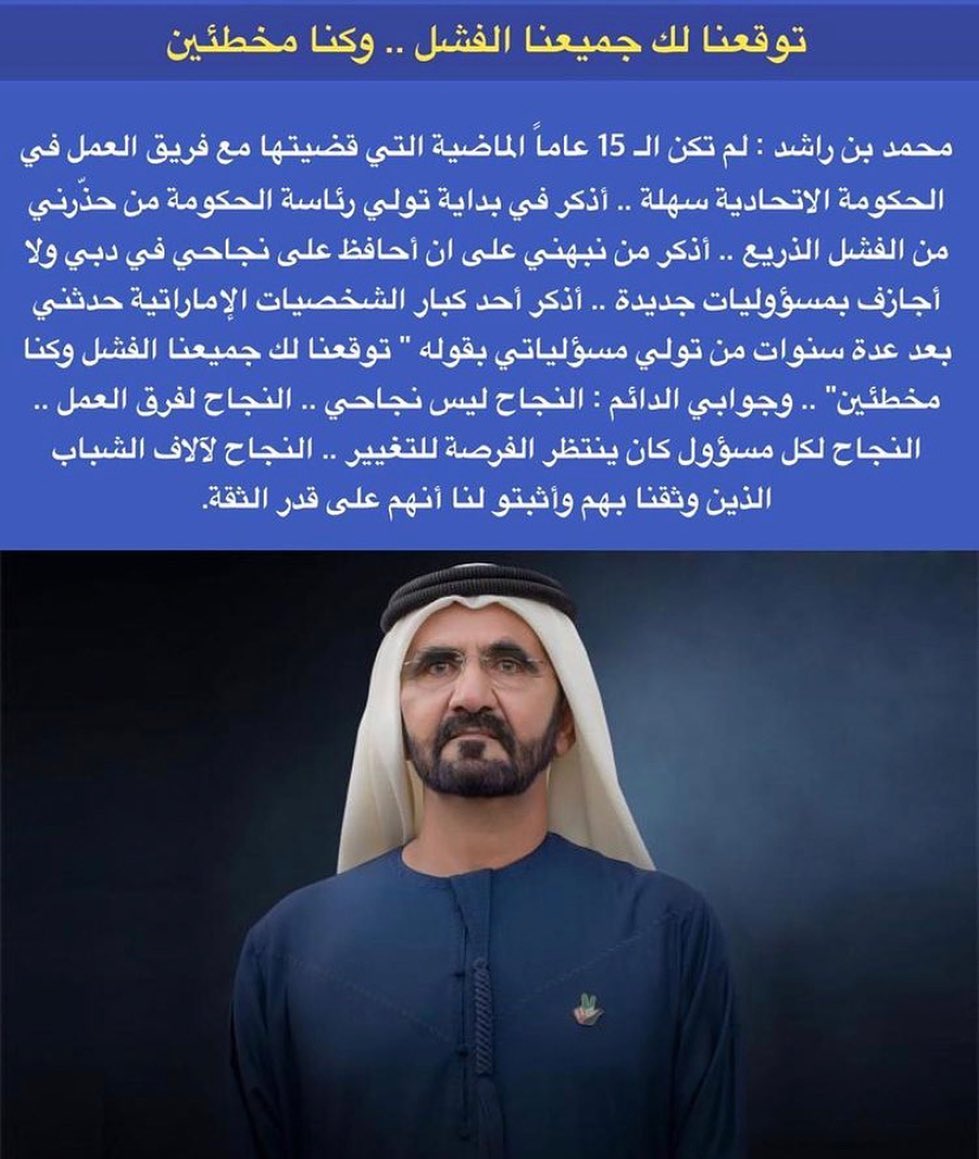 توقعنا لك جميعنا الفشل .. وكنا مخطئين
محمد بن راشد : لم تكن الـ 15 عاماً الماضية التي قضيتها مع فريق العمل في
الحكومة الاتحادية سهلة .. أذكر في بداية تولي رئاسة الحكومة من حذّرني
من الفشل الذريع .. أذكر من نبهني على ان أحافظ على نجاحي في دبي ولا
أجازف بمسؤوليات جديدة .. أذكر أحد كبار الشخصيات الإماراتية حدثني
بعد عدة سنوات من تولي مسؤلياتي بقوله " توقعنا لك جميعنا الفشل وكنا
مخطئين" .. وجوابي الدائم : النجاح ليس نجاحي .. النجاح لفرق العمل ..
النجاح لكل مسؤول كان ينتظر الفرصة للتغيير .. النجاح لآلاف الشباب
الذين وثقنا بهم وأثبتو لنا أنهم على قدر الثقة.